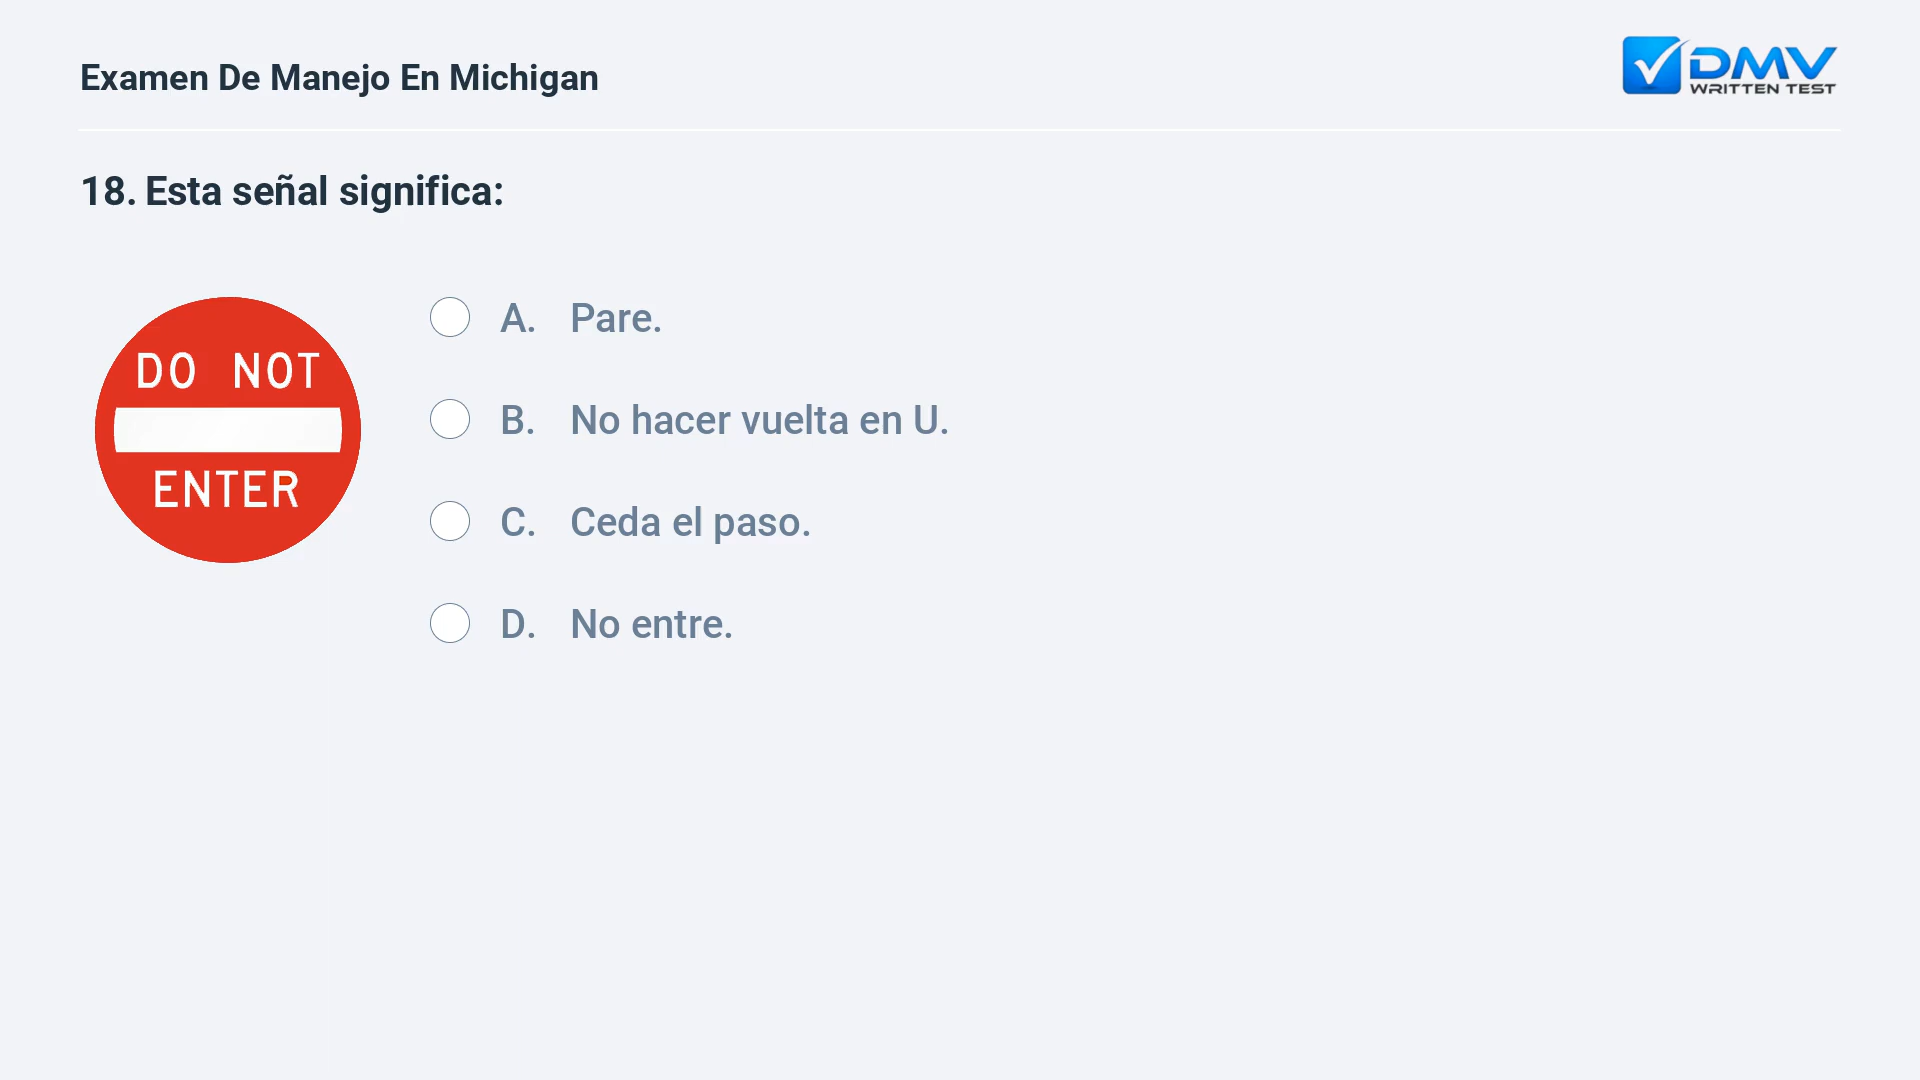 Examen De Manejo En Michigan
DMV
WRITTEN TEST
18. Esta señal significa:
DO NOT
ENTER
A. Pare.
B. No hacer vuelta en U.
C. Ceda el paso.
D. No entre.